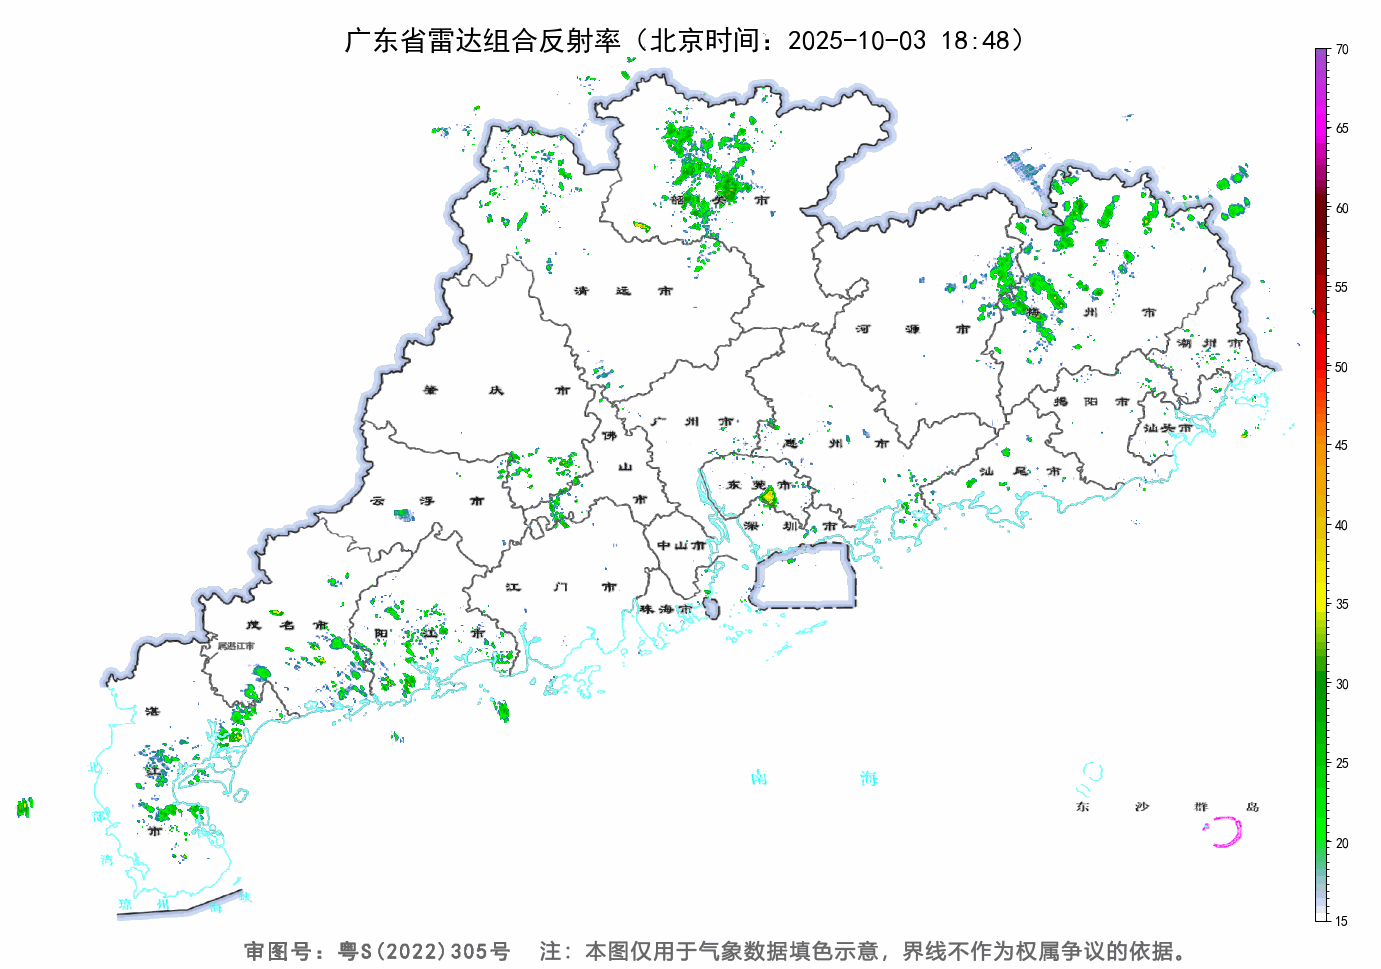 广东省雷达组合反射率（北京时间：2025-10-03 18:48）
70
65
60
55
50
45
40
35
30
25
20
15
韶关市
清远市
河源市
梅州市
潮州市
肇庆市
广州市
惠州市
揭阳市
汕头市
佛山市
云浮市
东莞市
汕尾市
深圳市
中山市
江门市
珠海市
茂名市
阳江市
属湛江市
湛江市
北部湾
琼州海峡
南海
东沙群岛
审图号：粤S(2022)305号 注：本图仅用于气象数据填色示意，界线不作为权属争议的依据。